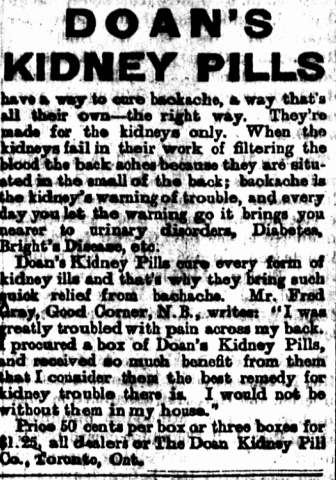 DOAN'S
KIDNEY PILLS
have a way to cure backache, a way that's
all their own—the right way. They're
made for the kidneys only. When the
kidneys fail in their work of filtering the
blood the back aches because they are situ-
ated in the small of the back; backache is
the kidney's warning of trouble, and every
day you let the warning go it brings you
nearer to urinary disorders, Diabetes,
Bright's Disease, etc.
Doan's Kidney Pills cure every form of
kidney ills and that's why they bring such
quick relief from backache. Mr. Fred
Gray, Good Corner, N.B., writes: "I was
greatly troubled with pain across my back.
I procured a box of Doan's Kidney Pills,
and received so much benefit from them
that I consider them the best remedy for
kidney trouble there is. I would not be
without them in my house."
Price 50 cents per box or three boxes for
$1.25, all dealers or The Doan Kidney Pill
Co., Toronto, Ont.